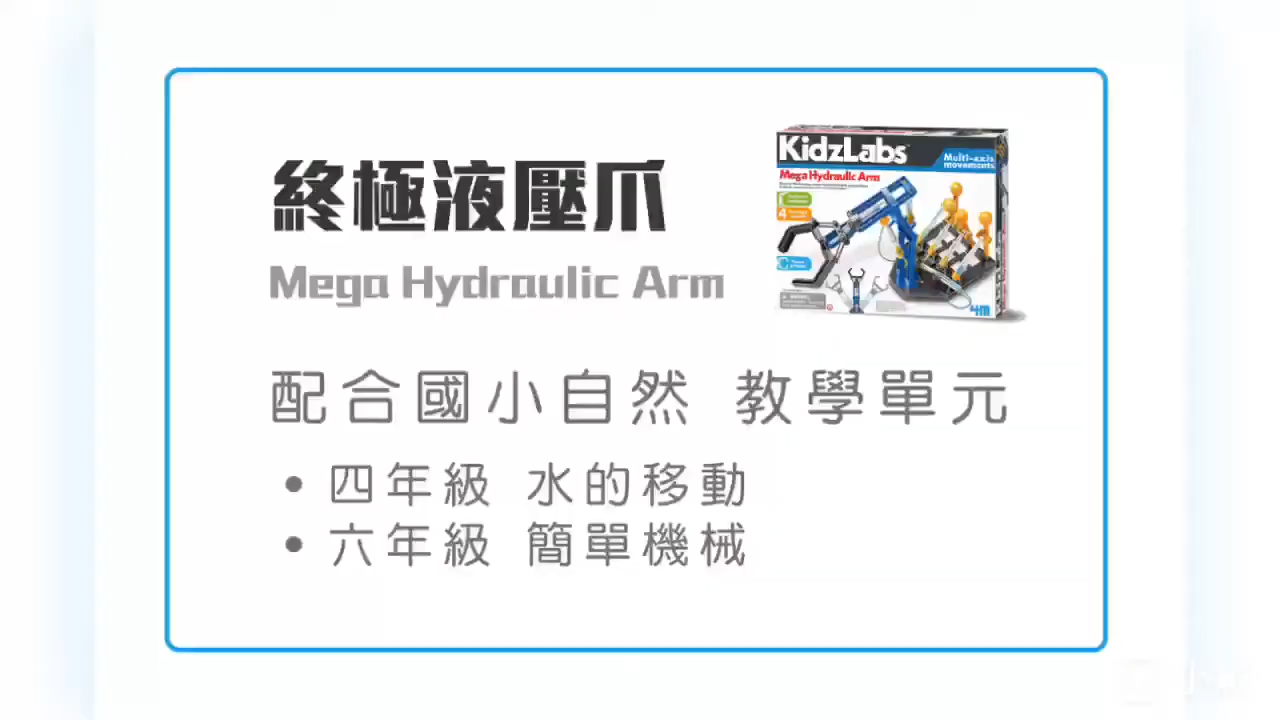 終極液壓爪
Mega Hydraulic Arm
KidzLabs
Multi-axis
movements
Mega Hydraulic Arm
4M
配合國小自然 教學單元
• 四年級 水的移動
• 六年級 簡單機械